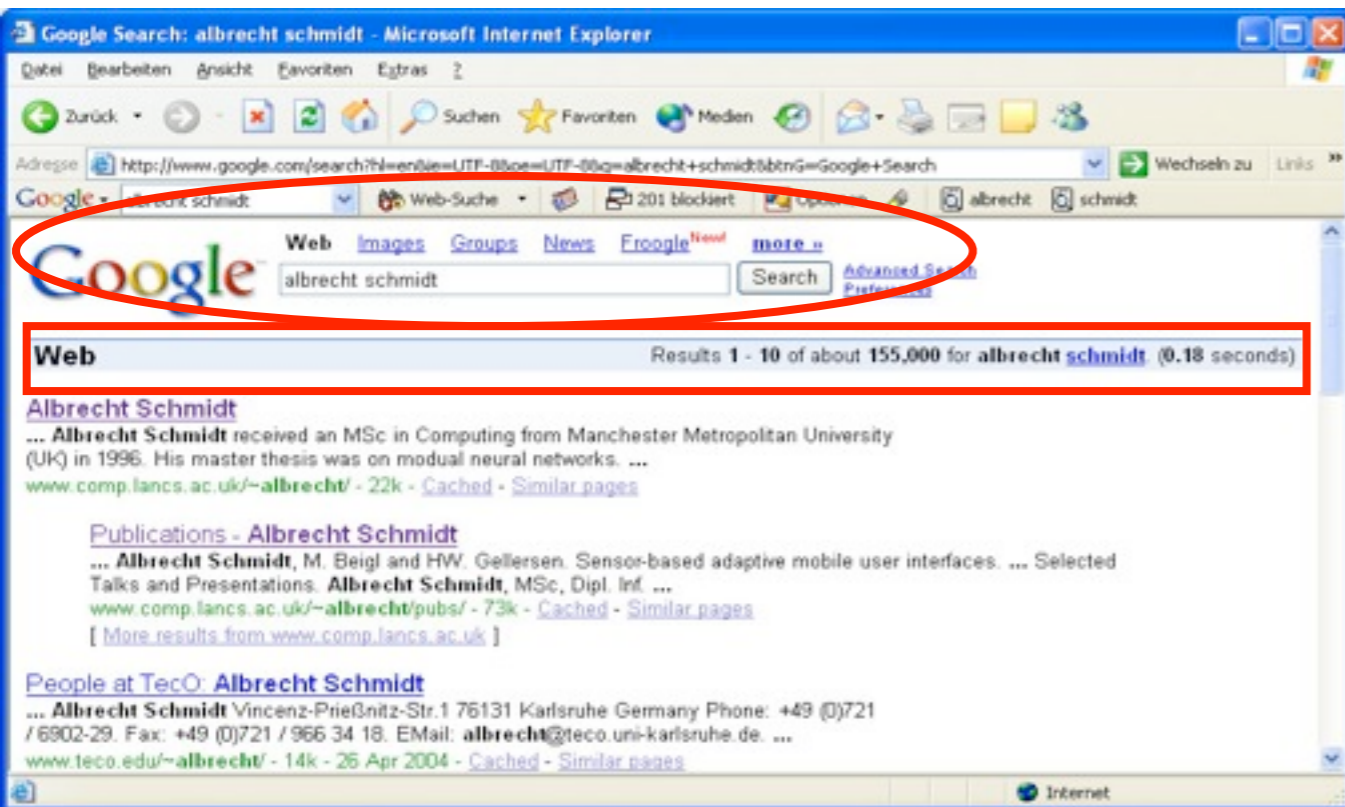 Google Search: albrecht schmidt - Microsoft Internet Explorer
Datei Bearbeiten Ansicht Favoriten Extras ?
Zurück Suchen Favoriten Medien
Adresse http://www.google.com/search?hl=en&ie=UTF-8&oe=UTF-8&q=albrecht+schmidt&btnG=Google+Search Wechseln zu Links »
Google albrecht schmidt Web-Suche 201 blockiert Optionen albrecht schmidt
Web Images Groups News Froogle New! more »
Google albrecht schmidt Search Advanced Search
Preferences
Web Results 1 - 10 of about 155,000 for albrecht schmidt. (0.18 seconds)
Albrecht Schmidt
... Albrecht Schmidt received an MSc in Computing from Manchester Metropolitan University
(UK) in 1996. His master thesis was on modual neural networks. ...
www.comp.lancs.ac.uk/~albrecht/ - 22k - Cached - Similar pages
Publications - Albrecht Schmidt
... Albrecht Schmidt, M. Beigl and HW. Gellersen. Sensor-based adaptive mobile user interfaces. ... Selected
Talks and Presentations. Albrecht Schmidt, MSc, Dipl. Inf. ...
www.comp.lancs.ac.uk/~albrecht/pubs/ - 73k - Cached - Similar pages
[ More results from www.comp.lancs.ac.uk ]
People at TecO: Albrecht Schmidt
... Albrecht Schmidt Vincenz-Prießnitz-Str.1 76131 Karlsruhe Germany Phone: +49 (0)721
/ 6902-29. Fax: +49 (0)721 / 966 34 18. EMail: albrecht@teco.uni-karlsruhe.de. ...
www.teco.edu/~albrecht/ - 14k - 26 Apr 2004 - Cached - Similar pages
Internet